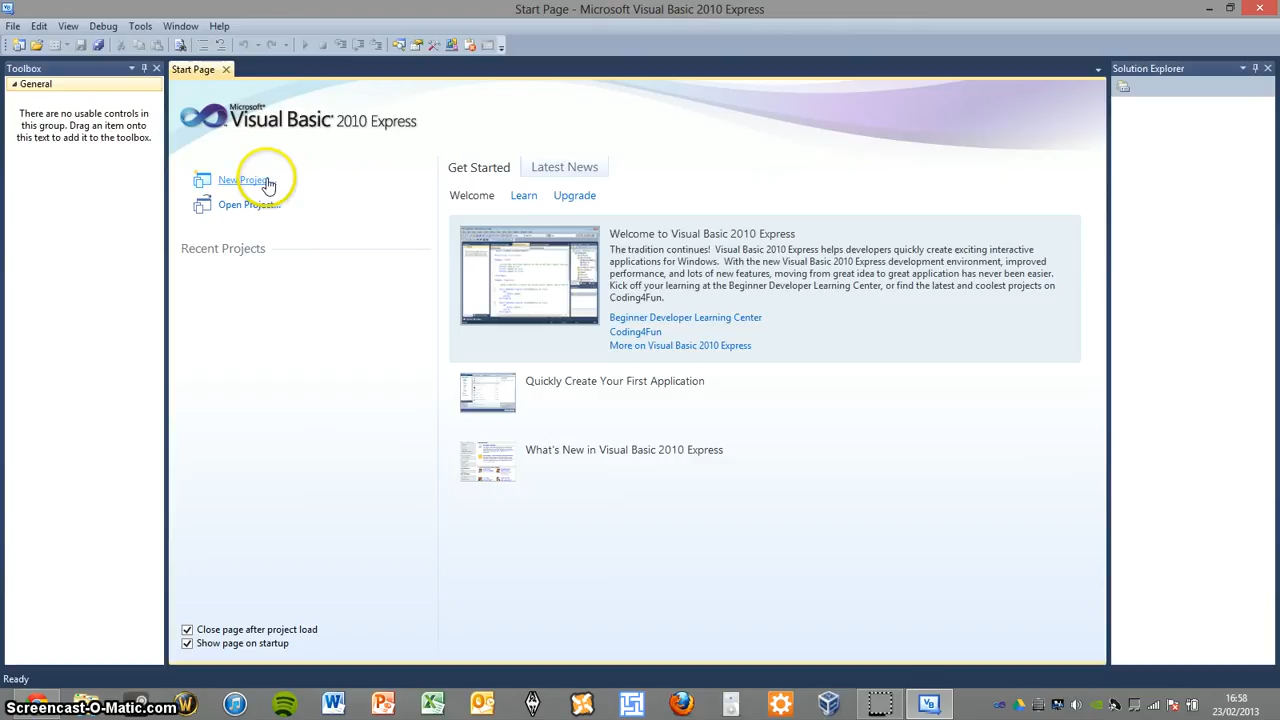 Start Page - Microsoft Visual Basic 2010 Express
File Edit View Debug Tools Window Help
Toolbox
General
There are no usable controls in
this group. Drag an item onto
this text to add it to the toolbox.
Start Page
Microsoft®
Visual Basic® 2010 Express
New Projec
Open Project...
Recent Projects
Close page after project load
Show page on startup
Get Started Latest News
Welcome Learn Upgrade
Welcome to Visual Basic 2010 Express
The tradition continues! Visual Basic 2010 Express helps developers quickly create exciting interactive
applications for Windows. With the new Visual Basic 2010 Express development environment, improved
performance, and lots of new features, moving from great idea to great application has never been easier.
Kick off your learning at the Beginner Developer Learning Center, or find the latest and coolest projects on
Coding4Fun.
Beginner Developer Learning Center
Coding4Fun
More on Visual Basic 2010 Express
Quickly Create Your First Application
What's New in Visual Basic 2010 Express
Solution Explorer
Ready
Screencast-O-Matic.com
16:58
23/02/2013